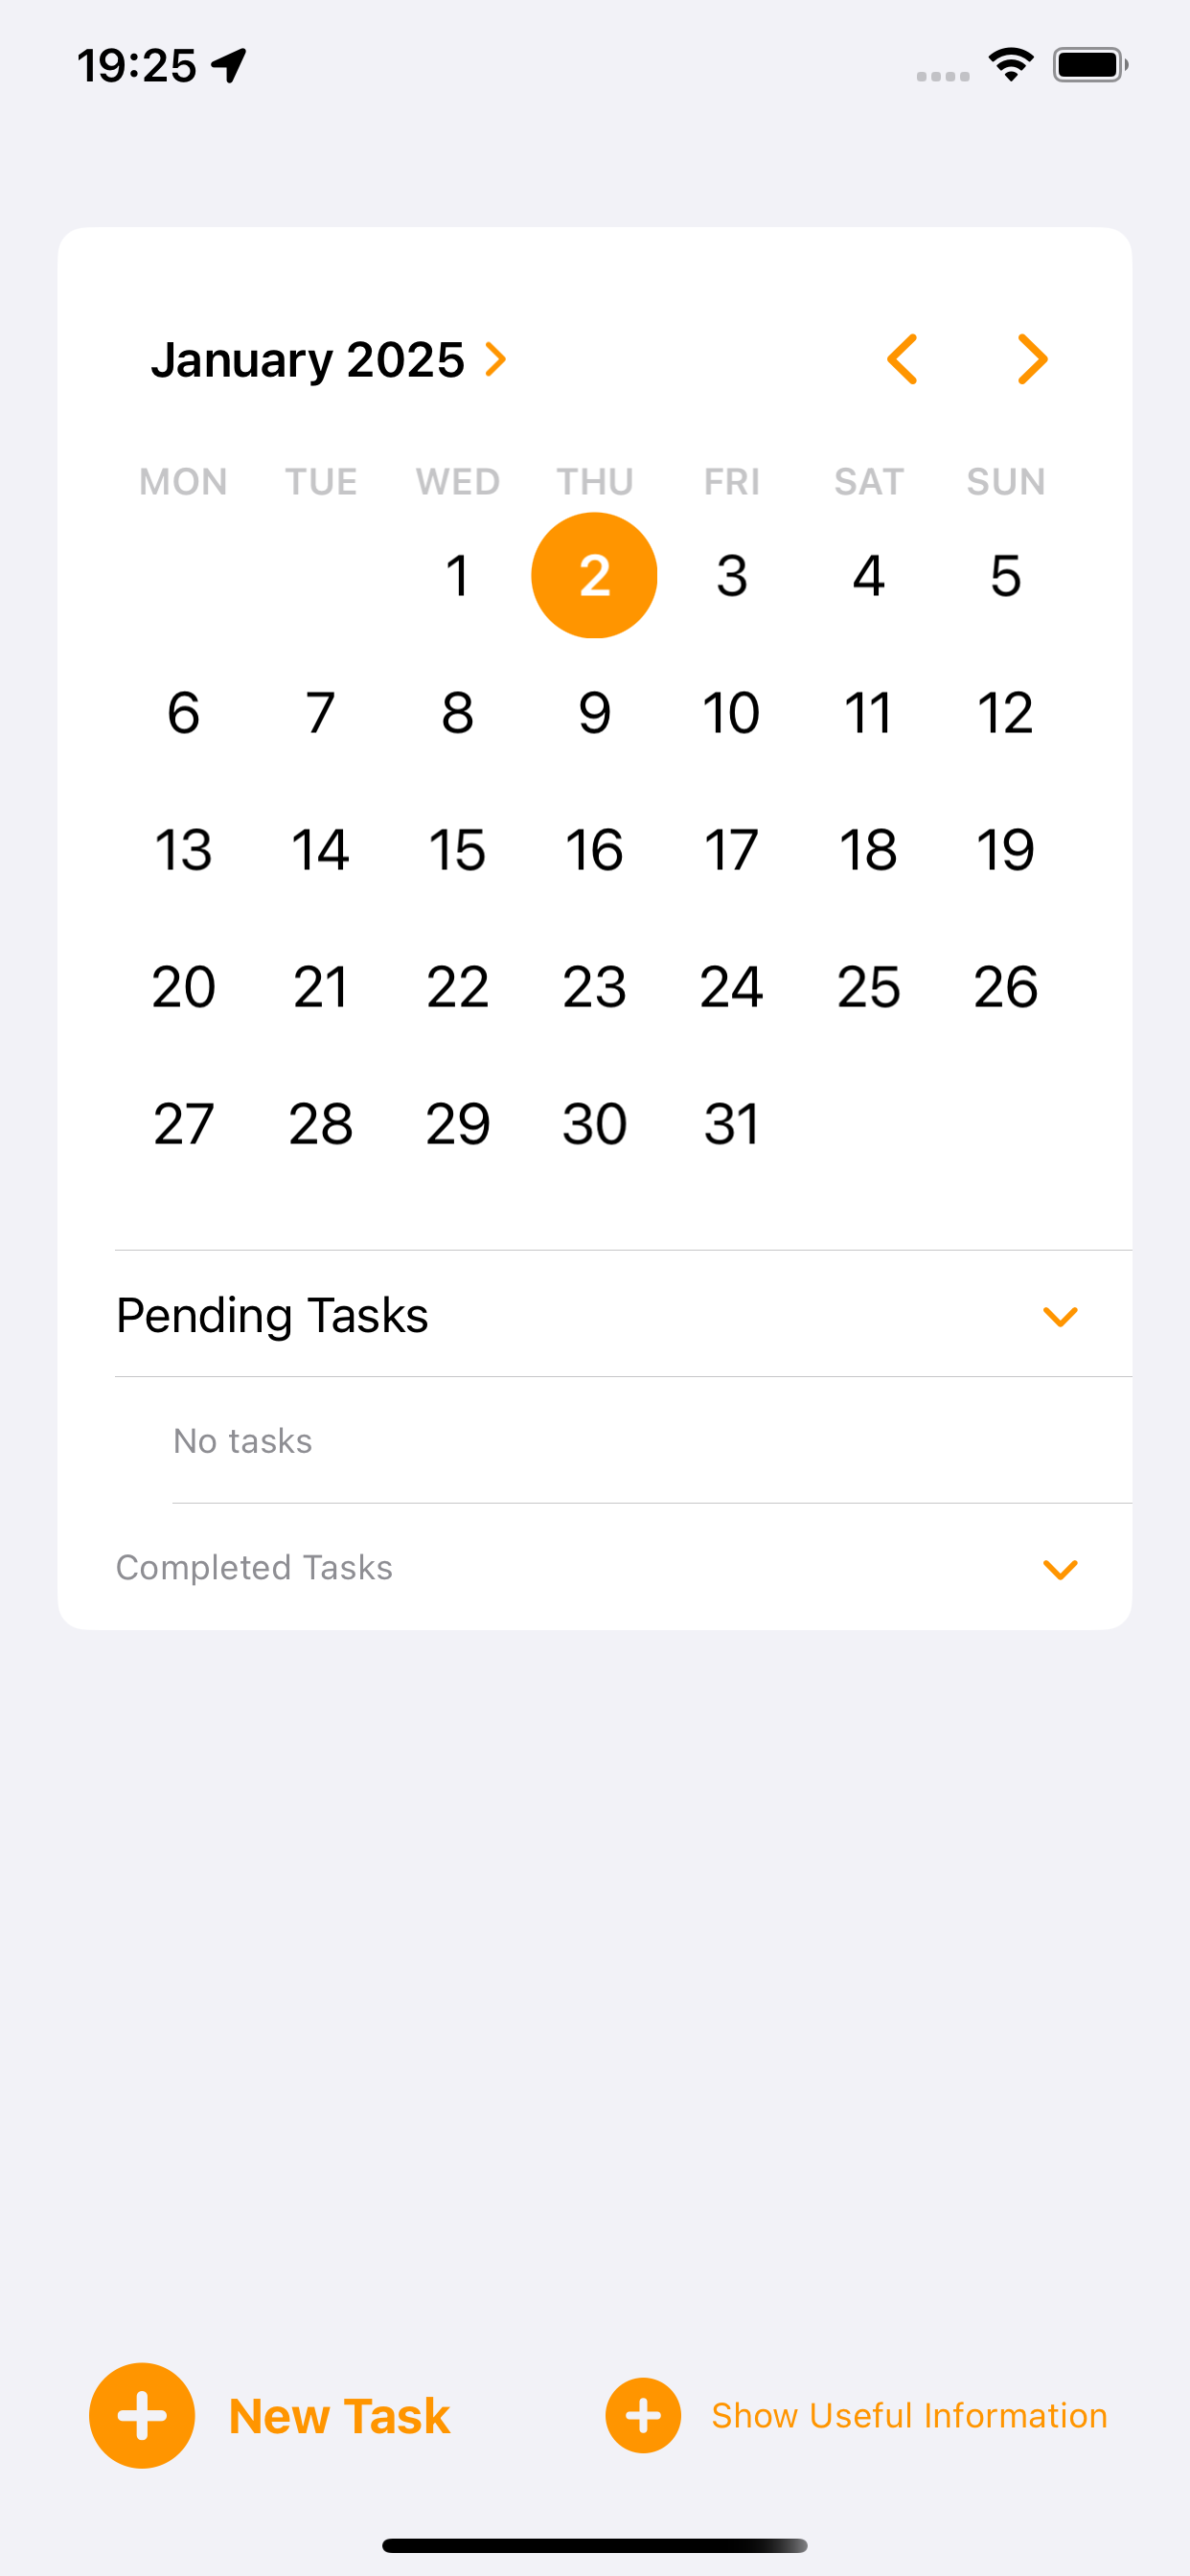 19:25
January 2025
MON TUE WED THU FRI SAT SUN
1 2 3 4 5
6 7 8 9 10 11 12
13 14 15 16 17 18 19
20 21 22 23 24 25 26
27 28 29 30 31
Pending Tasks
No tasks
Completed Tasks
New Task Show Useful Information